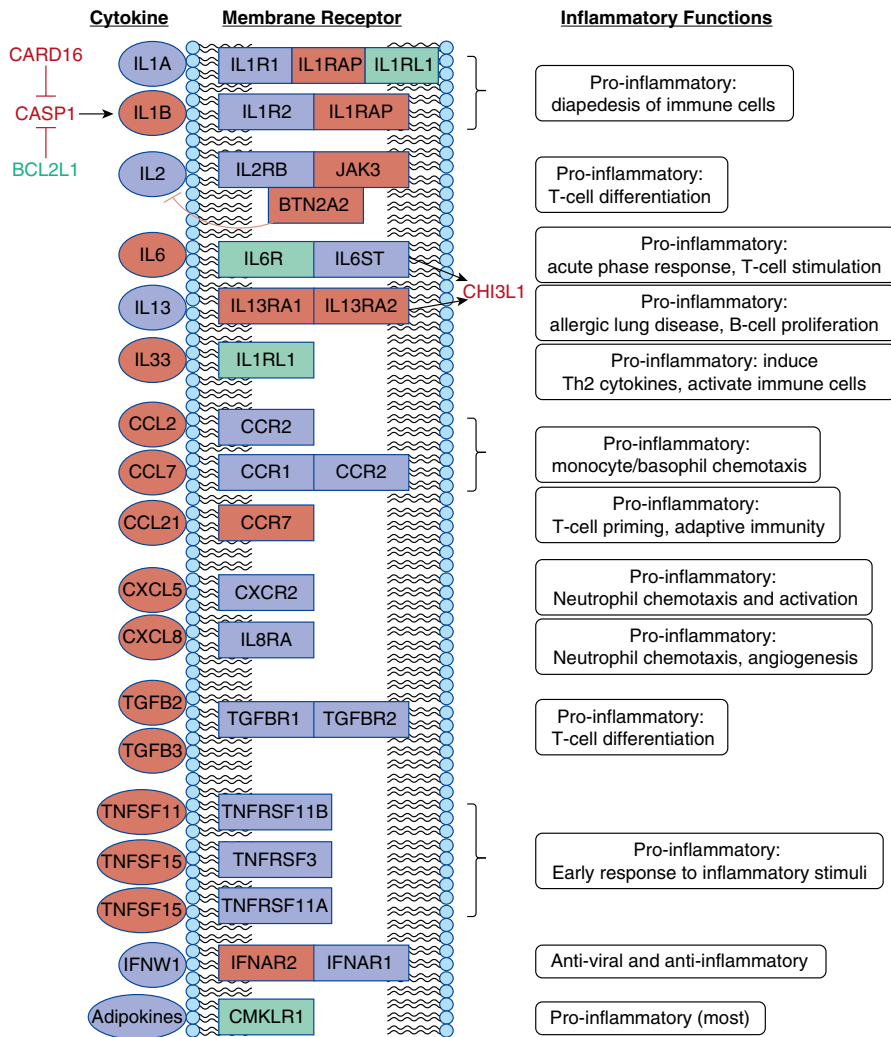 Cytokine Membrane Receptor Inflammatory Functions
CARD16
CASP1
BCL2L1
IL1A IL1R1 IL1RAP IL1RL1
IL1B IL1R2 IL1RAP
Pro-inflammatory:
diapedesis of immune cells
IL2 IL2RB JAK3
BTN2A2
Pro-inflammatory:
T-cell differentiation
IL6 IL6R IL6ST
Pro-inflammatory:
acute phase response, T-cell stimulation
CHI3L1
IL13 IL13RA1 IL13RA2
Pro-inflammatory:
allergic lung disease, B-cell proliferation
IL33 IL1RL1
Pro-inflammatory: induce
Th2 cytokines, activate immune cells
CCL2 CCR2
CCL7 CCR1 CCR2
Pro-inflammatory:
monocyte/basophil chemotaxis
CCL21 CCR7
Pro-inflammatory:
T-cell priming, adaptive immunity
CXCL5 CXCR2
Pro-inflammatory:
Neutrophil chemotaxis and activation
CXCL8 IL8RA
Pro-inflammatory:
Neutrophil chemotaxis, angiogenesis
TGFB2
TGFB3
TGFBR1 TGFBR2
Pro-inflammatory:
T-cell differentiation
TNFSF11 TNFRSF11B
TNFSF15 TNFRSF3
TNFSF15 TNFRSF11A
Pro-inflammatory:
Early response to inflammatory stimuli
IFNW1 IFNAR2 IFNAR1
Anti-viral and anti-inflammatory
Adipokines CMKLR1
Pro-inflammatory (most)